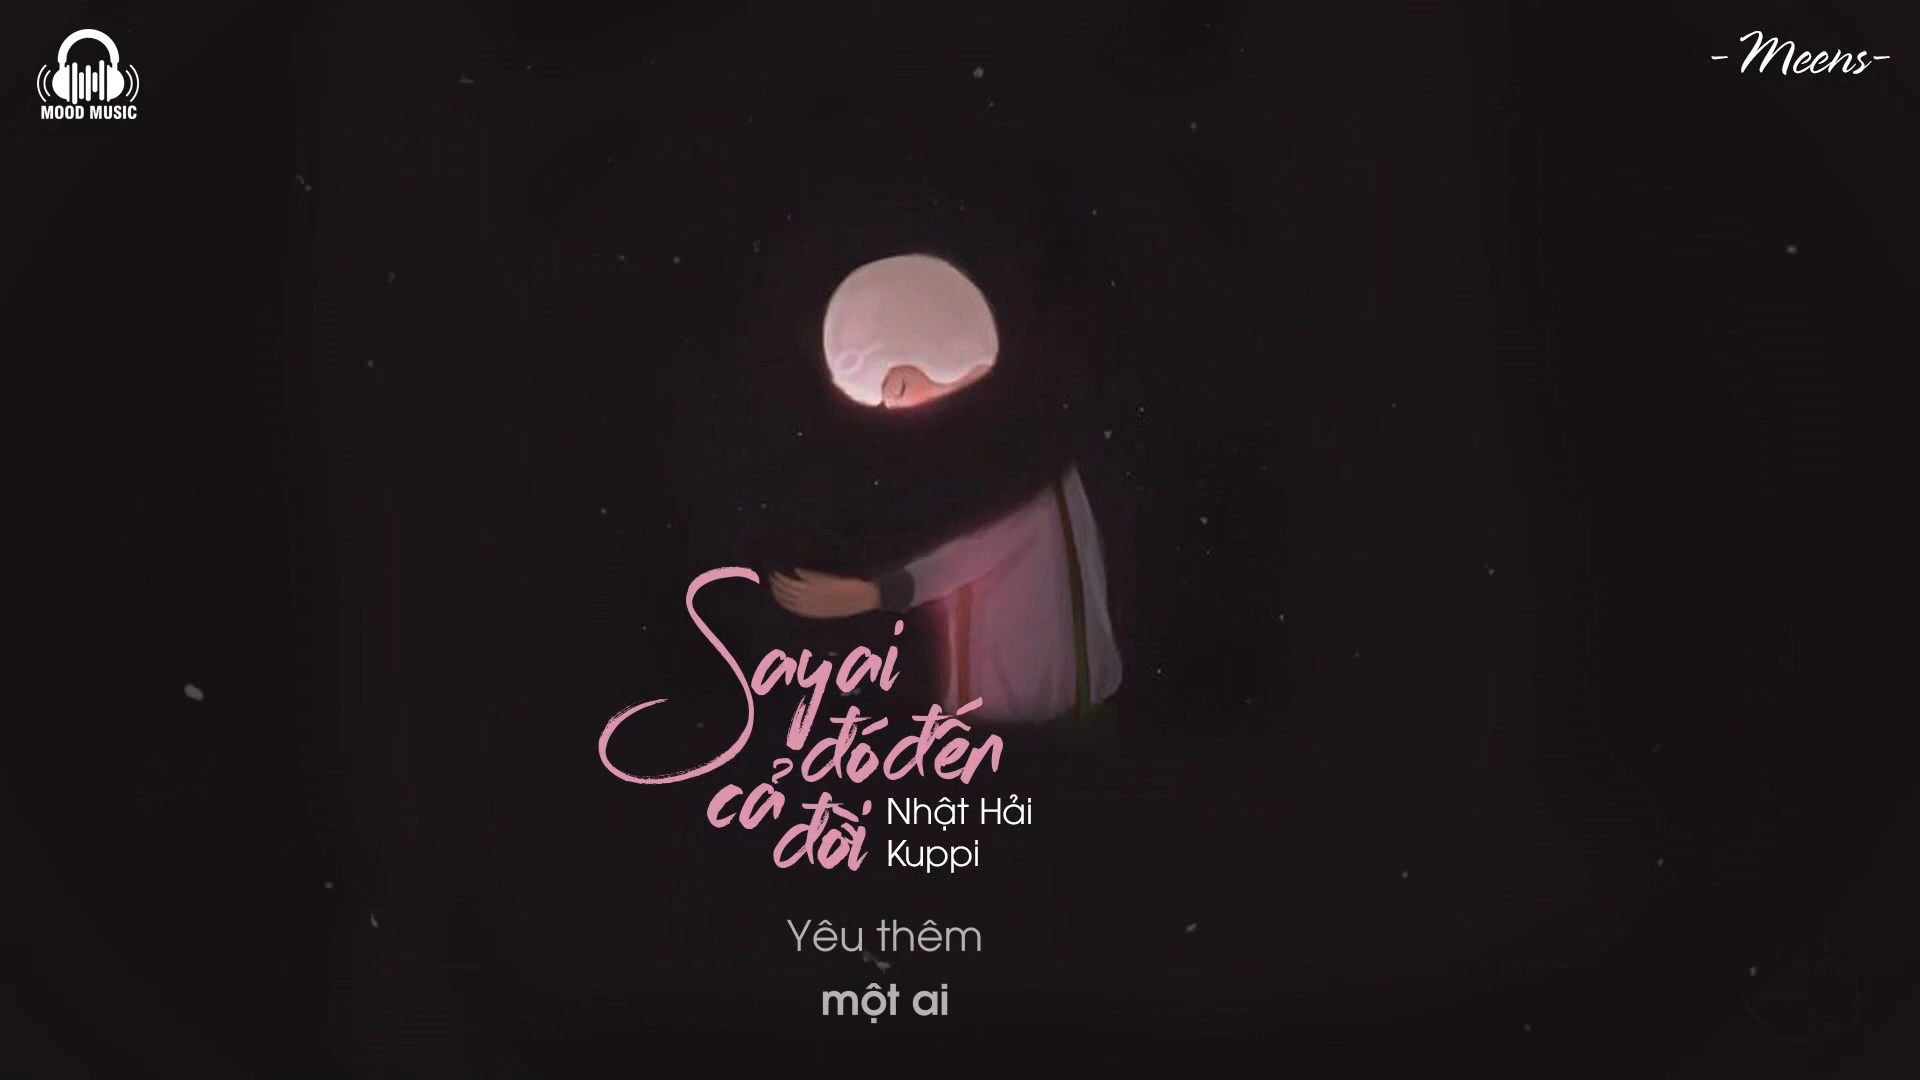 MOOD MUSIC
-Meens-
Say ai
đó đến
cả
đời
Nhật Hải
Kuppi
Yêu thêm
một ai